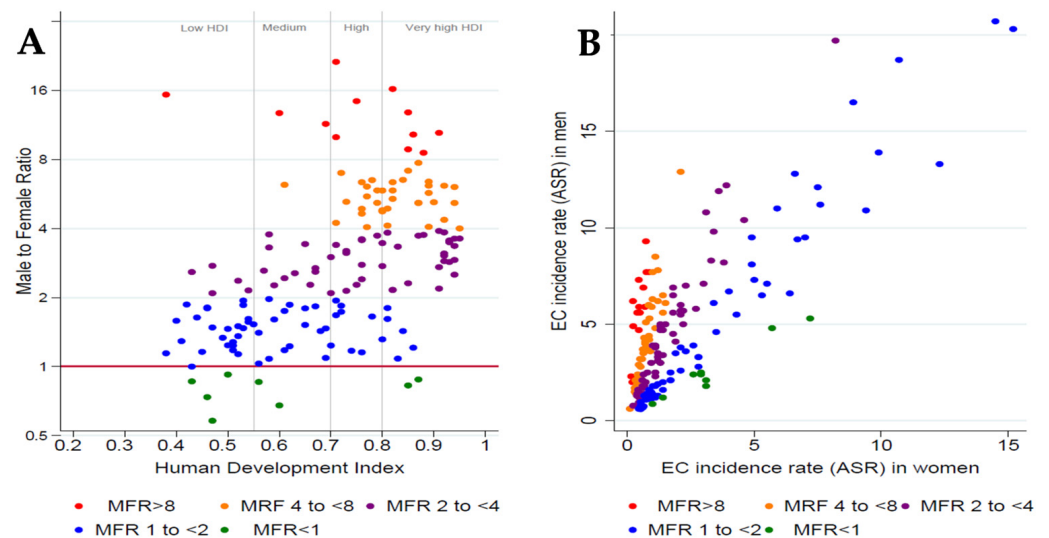 A
Low HDI Medium High Very high HDI
Male to Female Ratio
16
8
4
2
1
0.5
0.2 0.3 0.4 0.5 0.6 0.7 0.8 0.9 1
Human Development Index
MFR>8 MRF 4 to <8 MFR 2 to <4
MFR 1 to <2 MFR<1
B
EC incidence rate (ASR) in men
20
15
10
5
0
0 5 10 15
EC incidence rate (ASR) in women
MFR>8 MRF 4 to <8 MFR 2 to <4
MFR 1 to <2 MFR<1